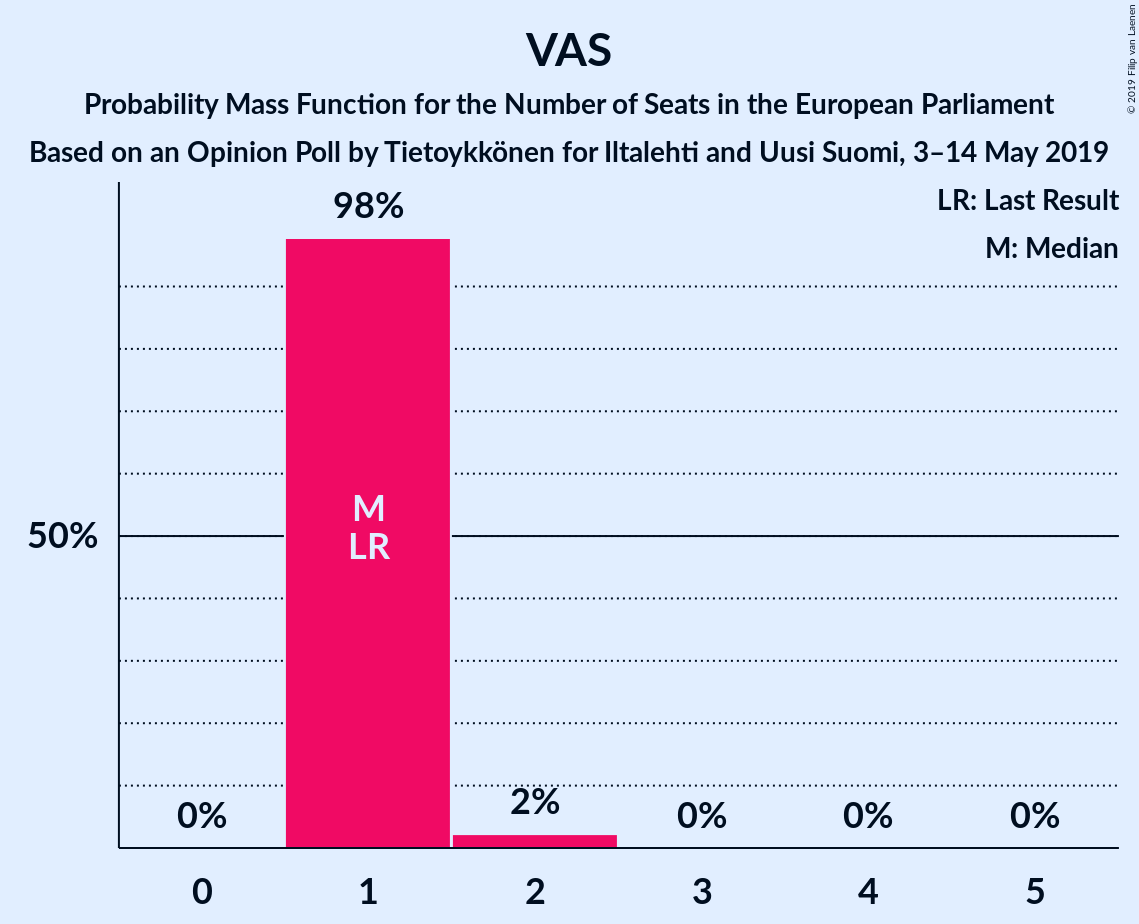 VAS
Probability Mass Function for the Number of Seats in the European Parliament
Based on an Opinion Poll by Tietoykkönen for Iltalehti and Uusi Suomi, 3–14 May 2019
© 2019 Filip van Laenen
LR: Last Result
M: Median
98%
M
LR
50%
0%
2%
0%
0%
0%
0
1
2
3
4
5